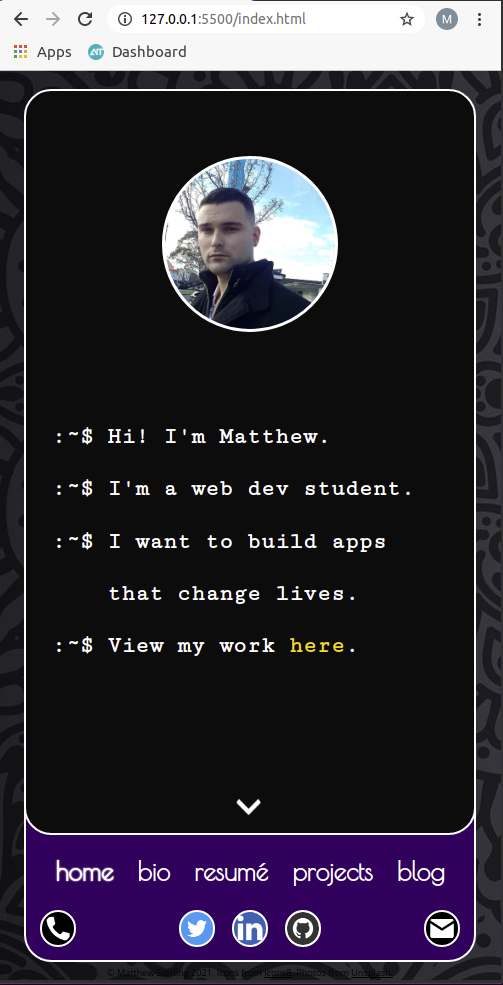 127.0.0.1:5500/index.html
M
Apps
Dashboard
:~$ Hi! I'm Matthew.
:~$ I'm a web dev student.
:~$ I want to build apps
that change lives.
:~$ View my work here.
home bio resumé projects blog
in
© Matthew Stelling 2021. Icons from icons8. Photos from Unsplash.